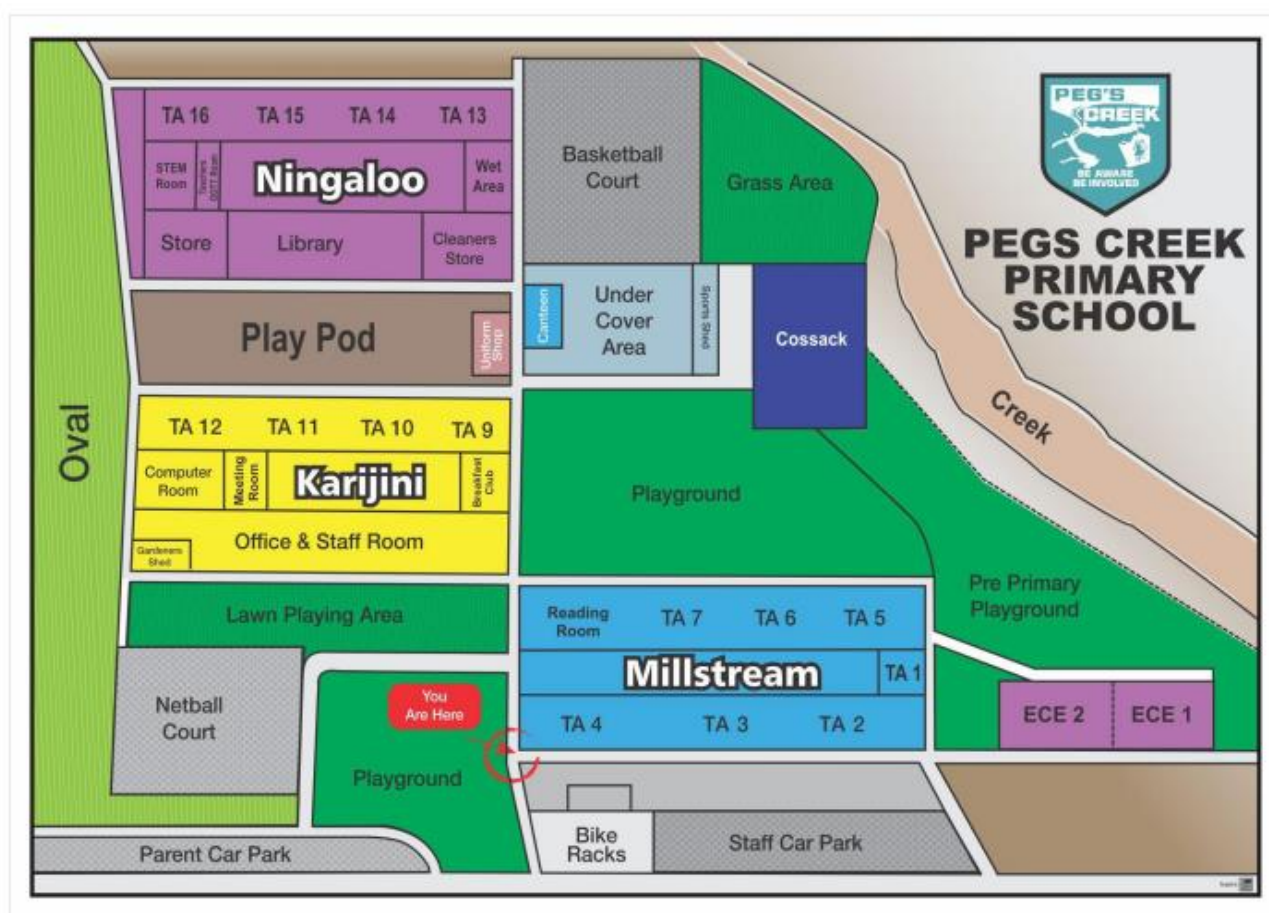 PEG'S
CREEK
BE AWARE
BE INVOLVED
PEGS CREEK
PRIMARY
SCHOOL
TA 16
TA 15
TA 14
TA 13
STEM
Room
Teachers
DOTT Room
Ningaloo
Wet
Area
Store
Library
Cleaners
Store
Basketball
Court
Grass Area
Play Pod
Uniform
Shop
Canteen
Under
Cover
Area
Sports Shed
Cossack
Creek
Oval
TA 12
TA 11
TA 10
TA 9
Computer
Room
Meeting
Room
Karijini
Breakfast
Club
Office & Staff Room
Gardeners
Shed
Playground
Pre Primary
Playground
Lawn Playing Area
Reading
Room
TA 7
TA 6
TA 5
Millstream
TA 1
TA 4
TA 3
TA 2
ECE 2
ECE 1
Netball
Court
You
Are Here
Playground
Parent Car Park
Bike
Racks
Staff Car Park